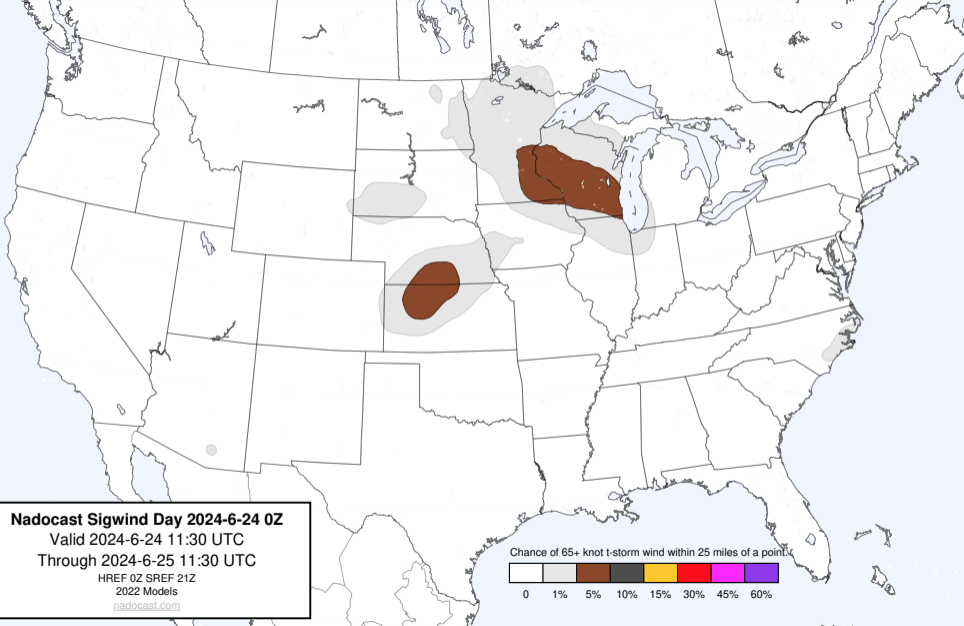 Nadocast Sigwind Day 2024-6-24 0Z
Valid 2024-6-24 11:30 UTC
Through 2024-6-25 11:30 UTC
HREF 0Z SREF 21Z
2022 Models
nadocast.com
Chance of 65+ knot t-storm wind within 25 miles of a point.
0 1% 5% 10% 15% 30% 45% 60%